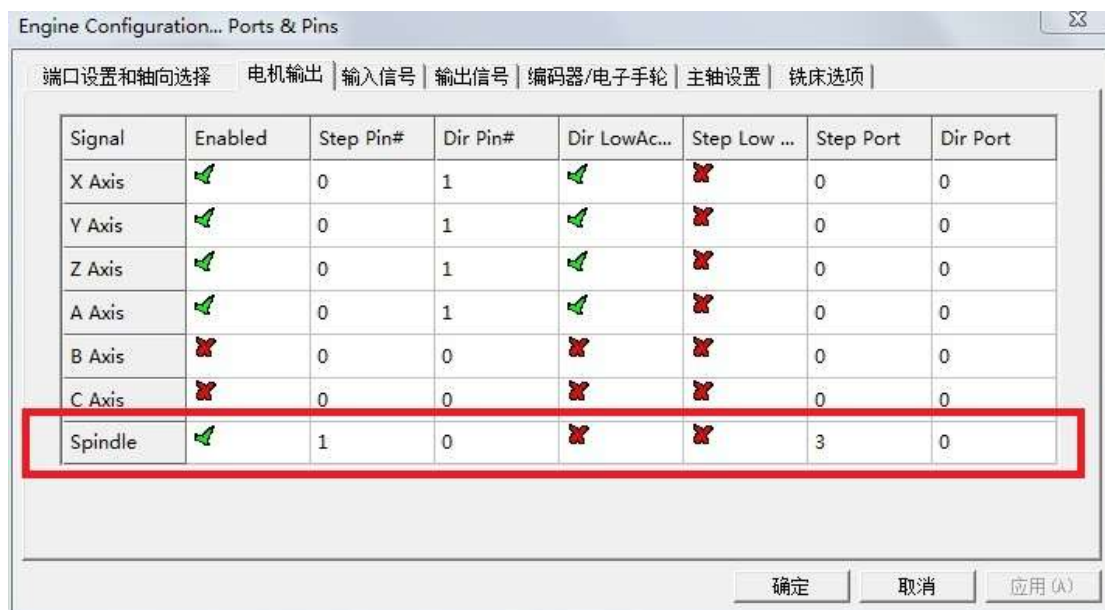 Engine Configuration... Ports & Pins
端口设置和轴向选择 电机输出 输入信号 输出信号 编码器/电子手轮 主轴设置 铣床选项
Signal Enabled Step Pin# Dir Pin# Dir LowAc... Step Low ... Step Port Dir Port
X Axis 0 1 0 0
Y Axis 0 1 0 0
Z Axis 0 1 0 0
A Axis 0 1 0 0
B Axis 0 0 0 0
C Axis 0 0 0 0
Spindle 1 0 3 0
确定 取消 应用(A)